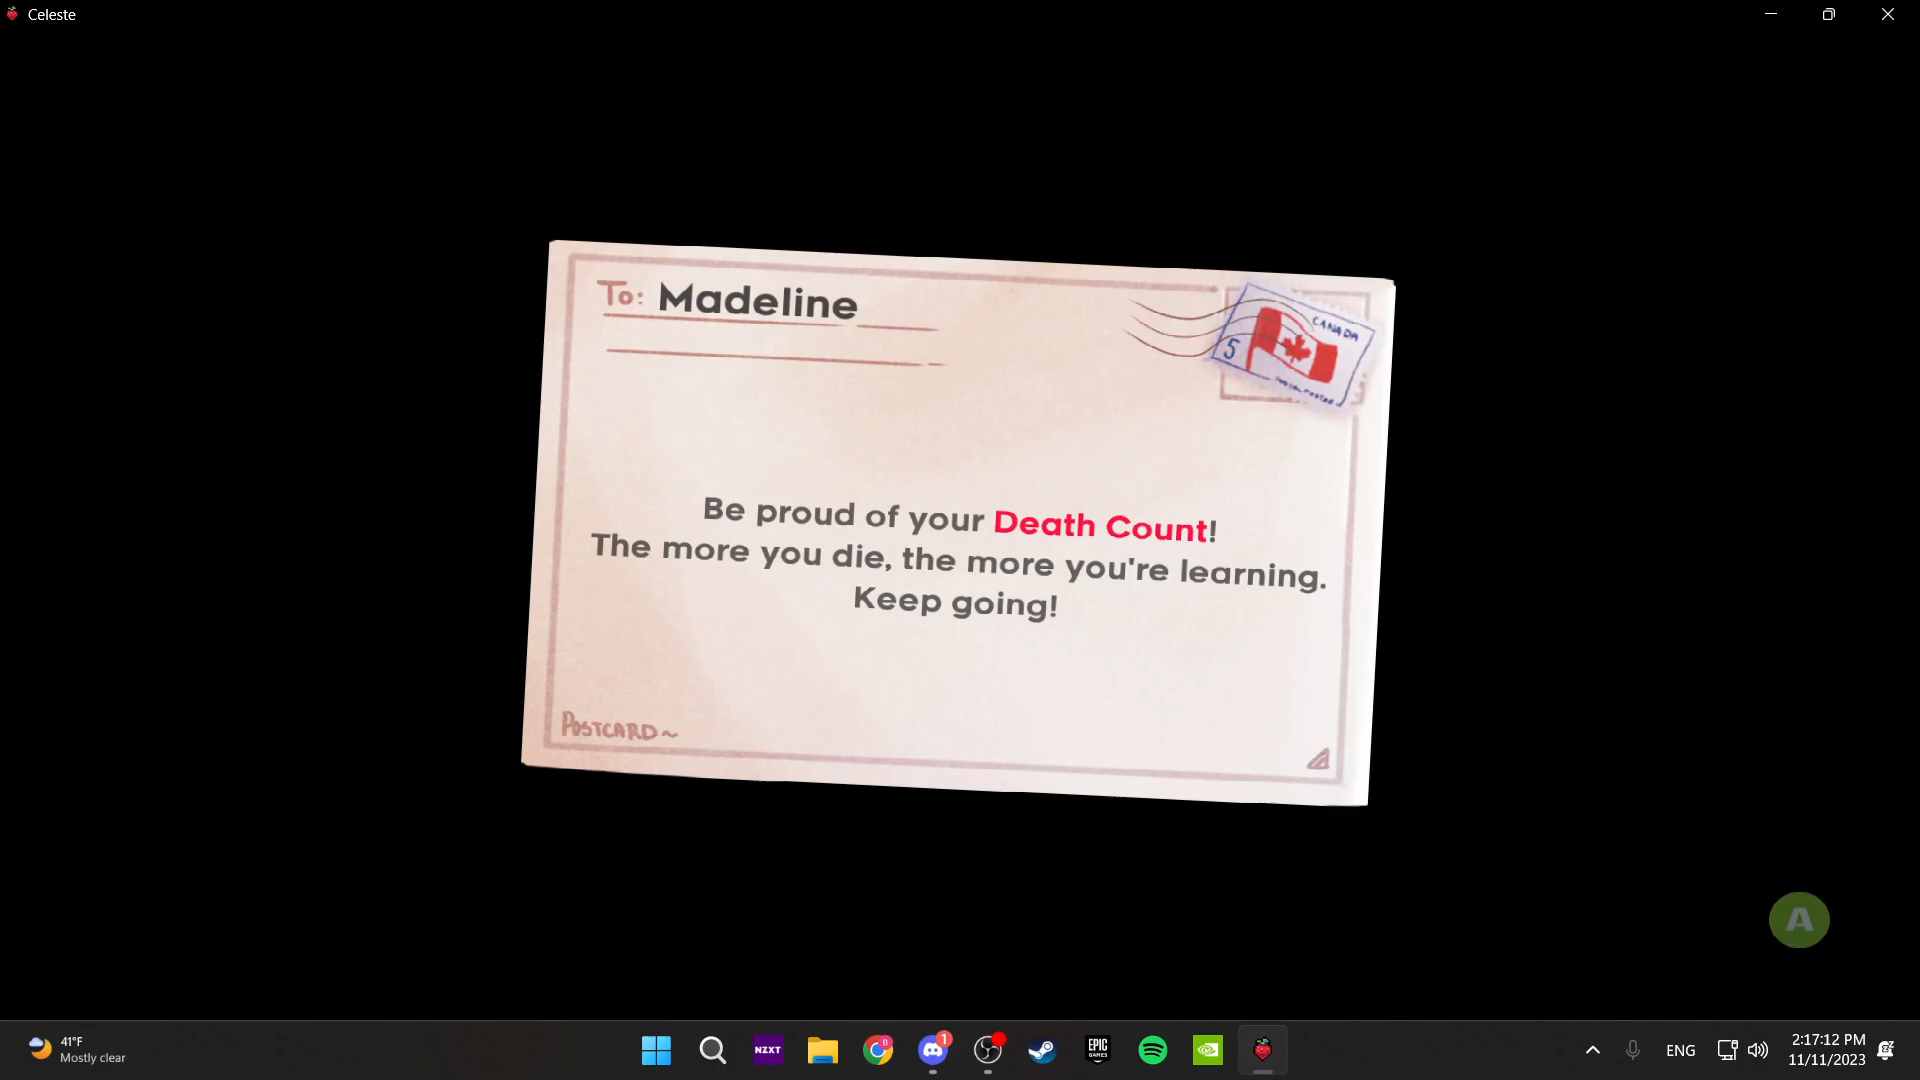 Celeste
To: Madeline
CANADA
5
Be proud of your Death Count!
The more you die, the more you're learning.
Keep going!
POSTCARD~
A
41°F
Mostly clear
NZXT
B
1
EPIC
GAMES
ENG
2:17:12 PM
11/11/2023